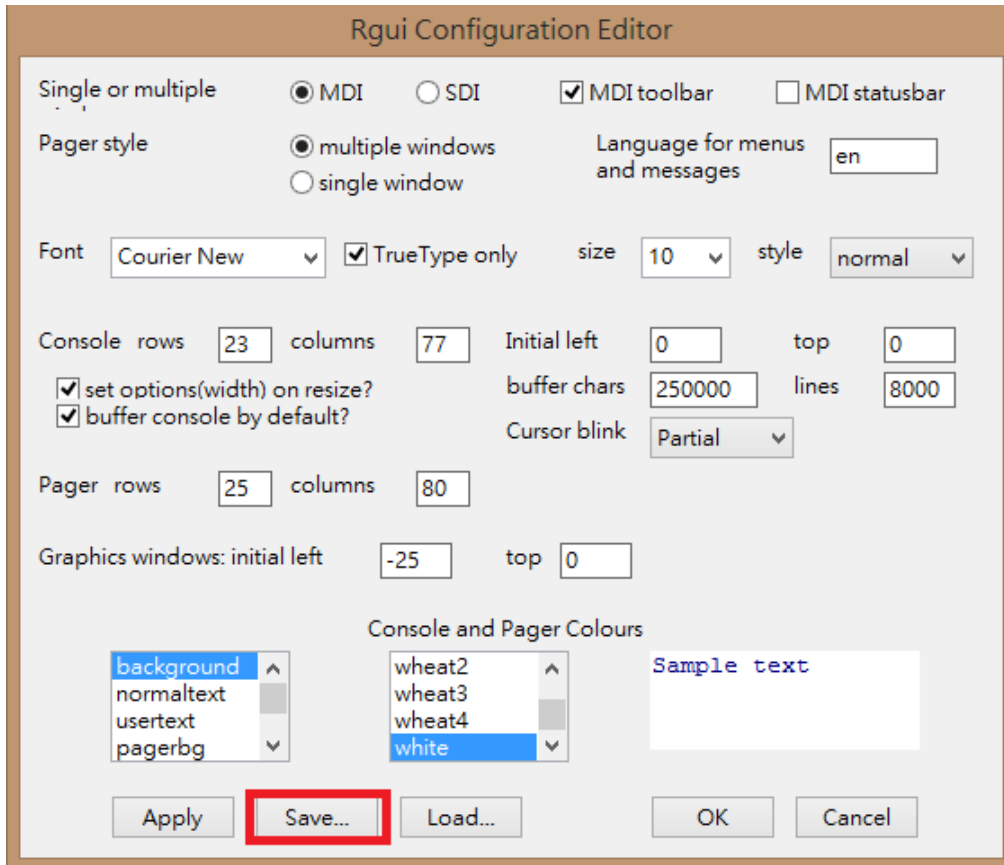 Rgui Configuration Editor
Single or multiple MDI SDI MDI toolbar MDI statusbar
Pager style multiple windows Language for menus en
single window and messages
Font Courier New TrueType only size 10 style normal
Console rows 23 columns 77 Initial left 0 top 0
set options(width) on resize? buffer chars 250000 lines 8000
buffer console by default?
Cursor blink Partial
Pager rows 25 columns 80
Graphics windows: initial left -25 top 0
Console and Pager Colours
background wheat2 Sample text
normaltext wheat3
usertext wheat4
pagerbg white
Apply Save... Load... OK Cancel